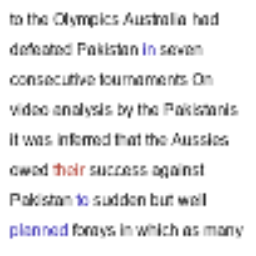 to the Olympics Australia had
defeated Pakistan in seven
consecutive tournaments On
video analysis by the Pakistanis
it was inferred that the Aussies
owed their success against
Pakistan to sudden but well
planned forays in which as many